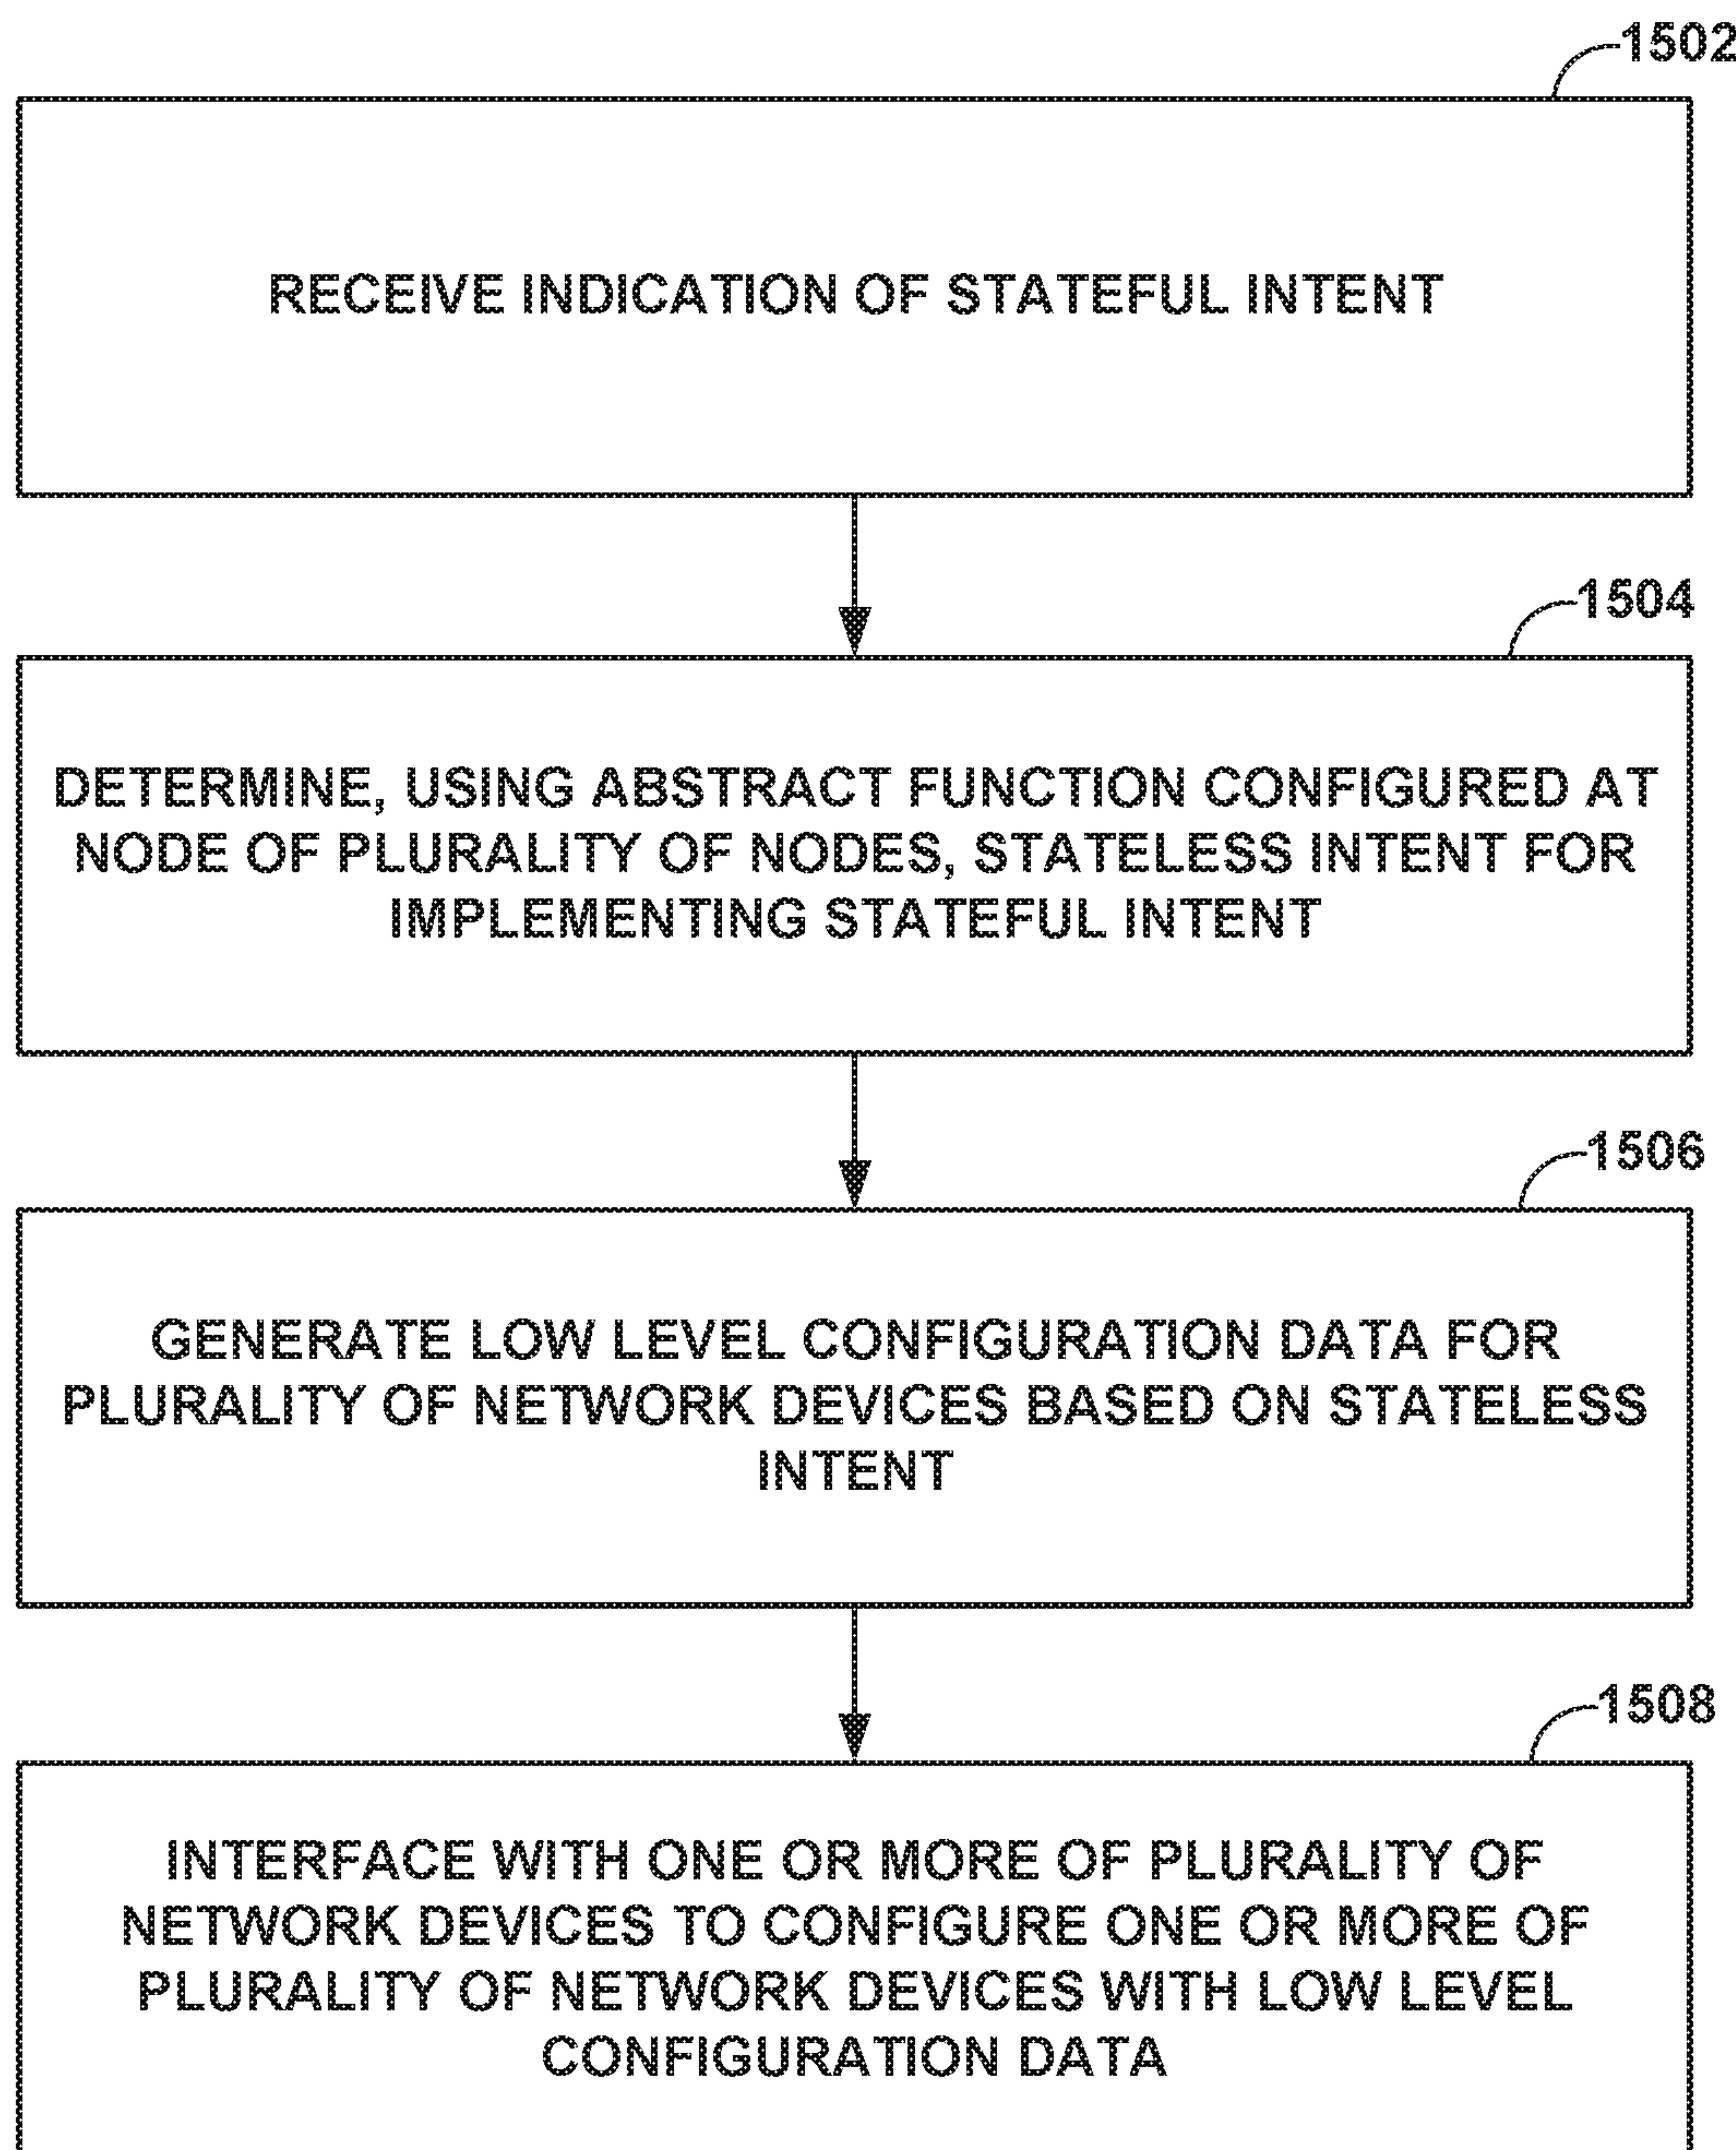 1502
RECEIVE INDICATION OF STATEFUL INTENT
1504
DETERMINE, USING ABSTRACT FUNCTION CONFIGURED AT
NODE OF PLURALITY OF NODES, STATELESS INTENT FOR
IMPLEMENTING STATEFUL INTENT
1506
GENERATE LOW LEVEL CONFIGURATION DATA FOR
PLURALITY OF NETWORK DEVICES BASED ON STATELESS
INTENT
1508
INTERFACE WITH ONE OR MORE OF PLURALITY OF
NETWORK DEVICES TO CONFIGURE ONE OR MORE OF
PLURALITY OF NETWORK DEVICES WITH LOW LEVEL
CONFIGURATION DATA